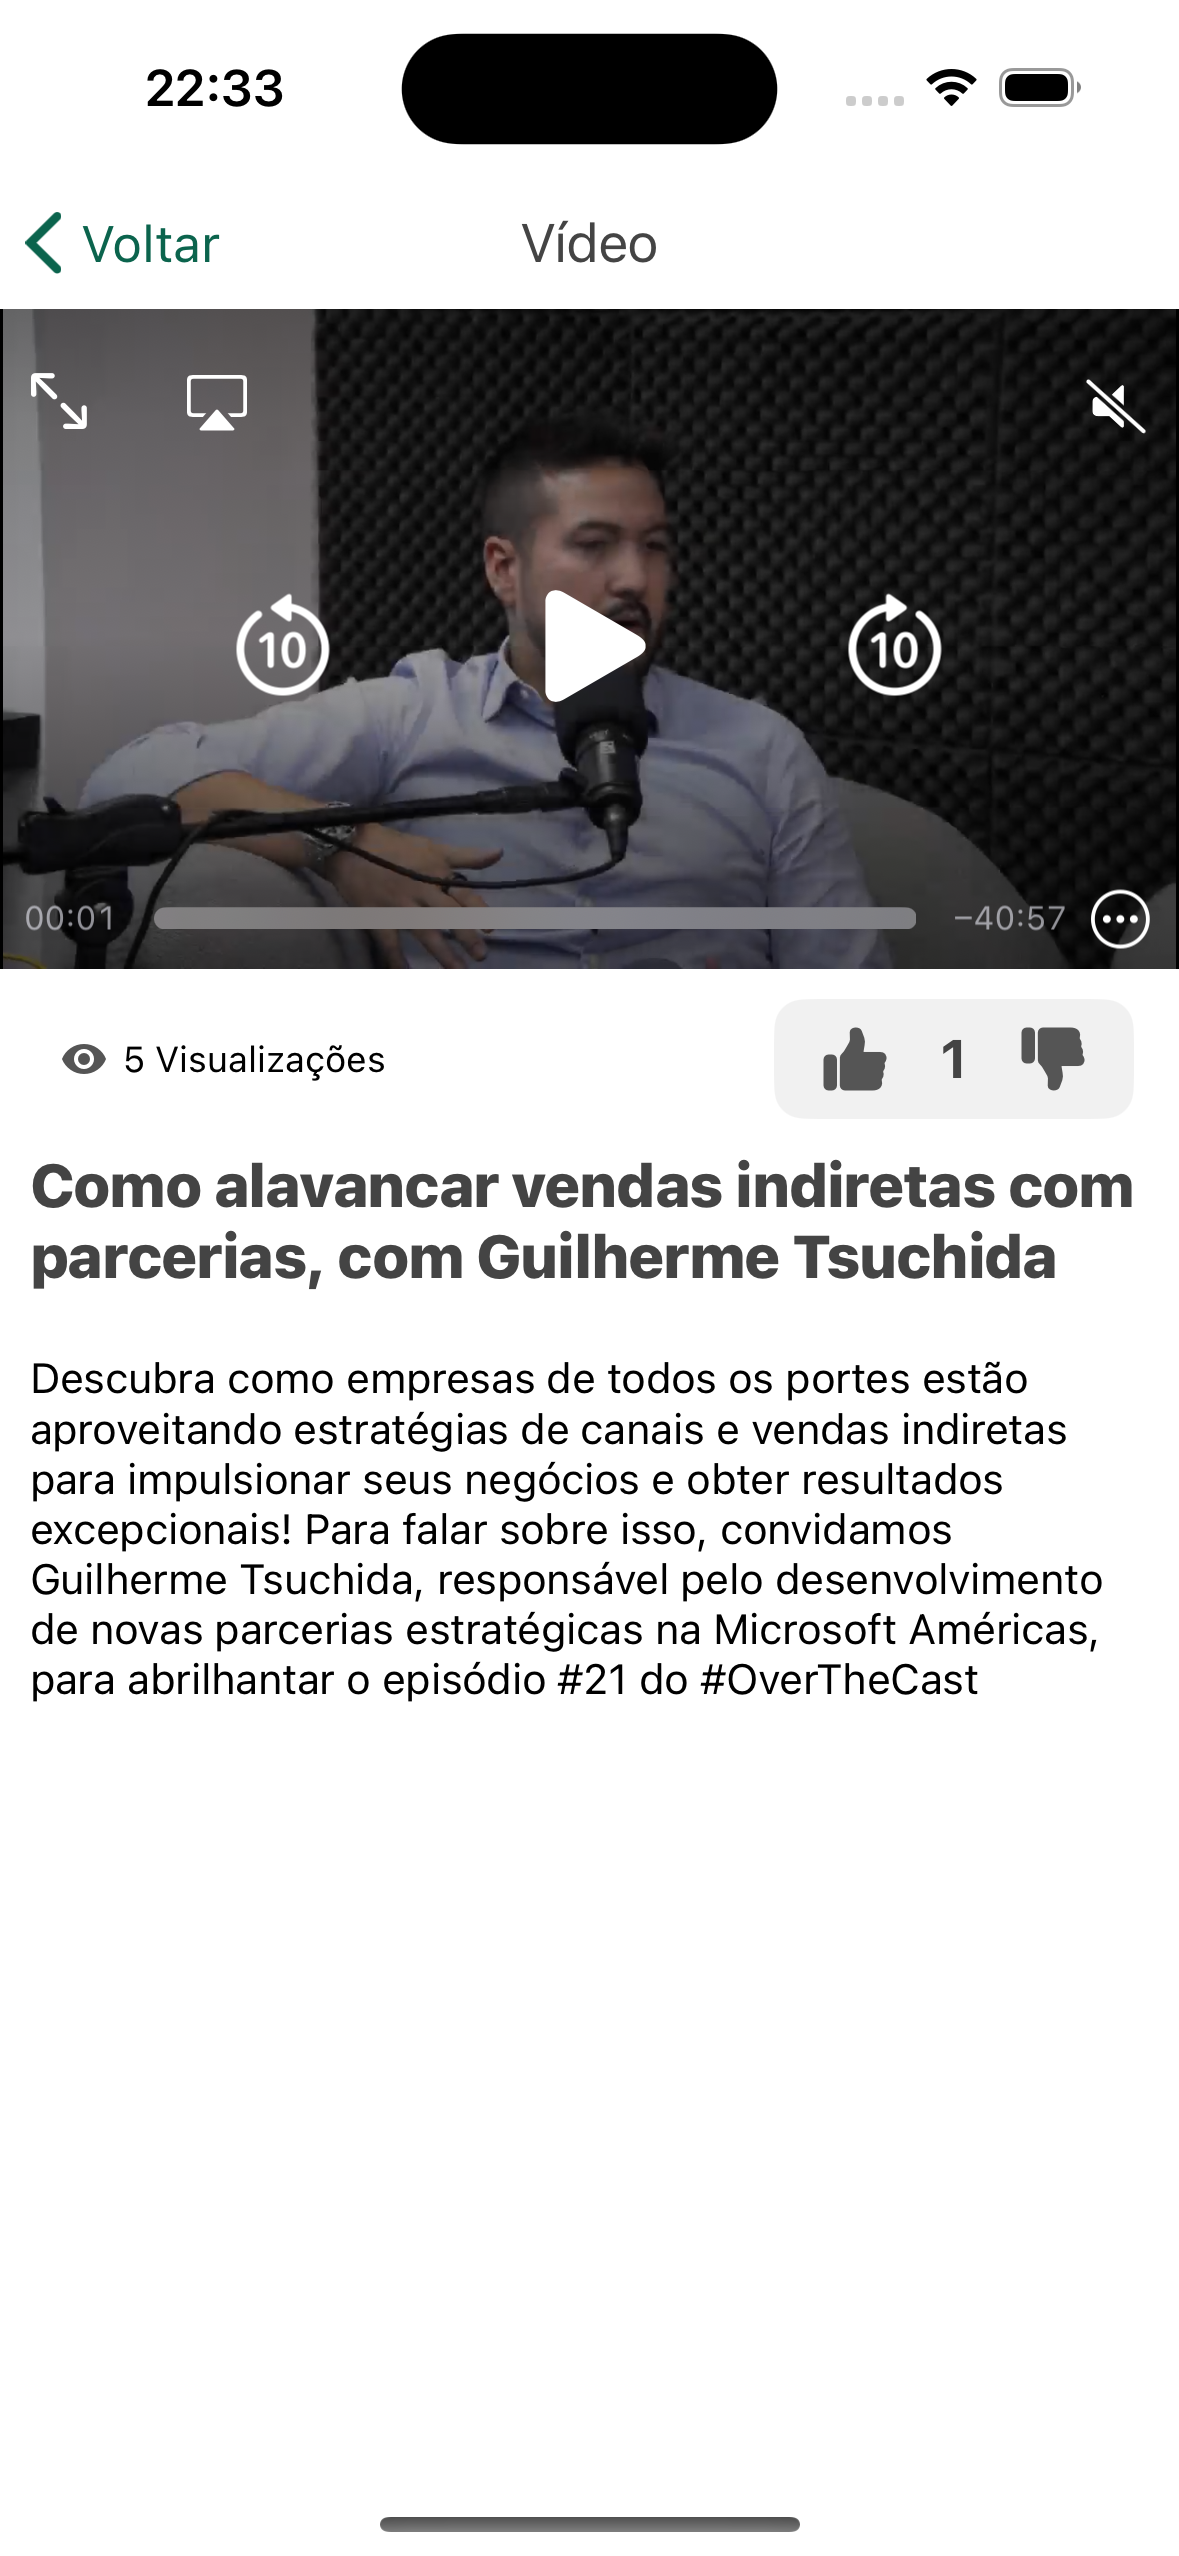 22:33
Voltar
Vídeo
10
10
00:01
−40:57
5 Visualizações
1
Como alavancar vendas indiretas com
parcerias, com Guilherme Tsuchida
Descubra como empresas de todos os portes estão
aproveitando estratégias de canais e vendas indiretas
para impulsionar seus negócios e obter resultados
excepcionais! Para falar sobre isso, convidamos
Guilherme Tsuchida, responsável pelo desenvolvimento
de novas parcerias estratégicas na Microsoft Américas,
para abrilhantar o episódio #21 do #OverTheCast